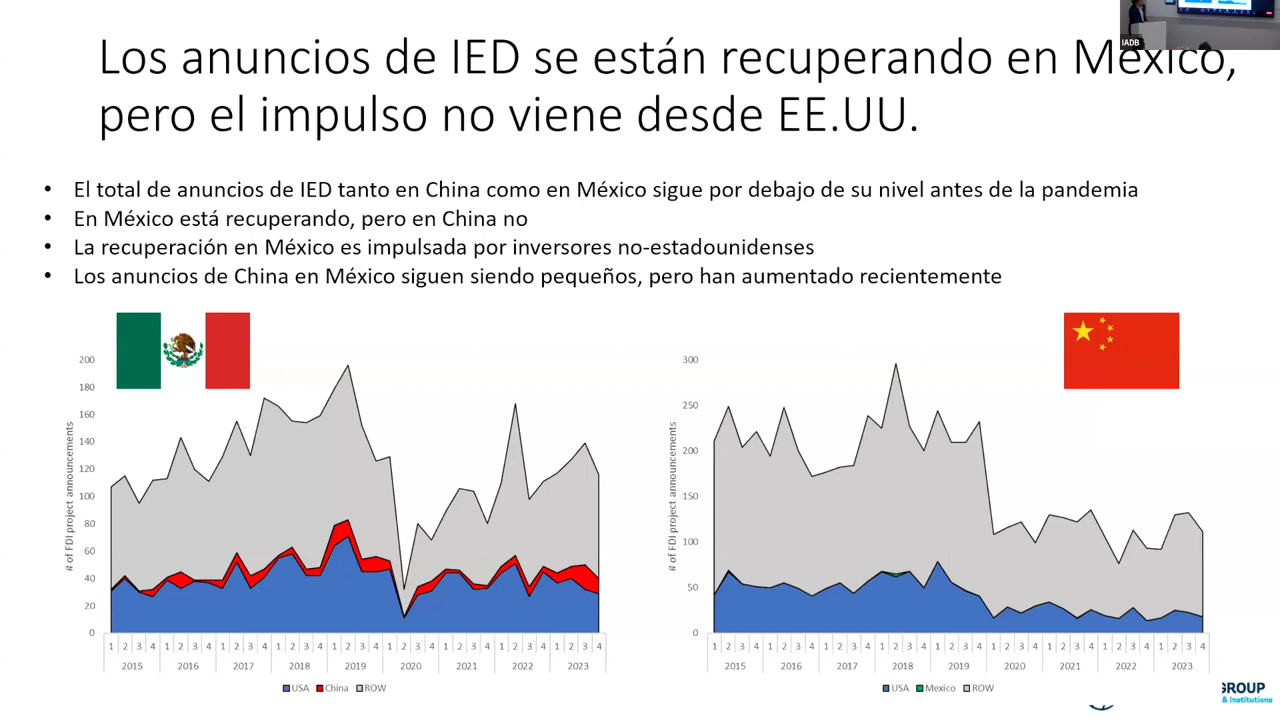 IADB
Los anuncios de IED se están recuperando en México,
pero el impulso no viene desde EE.UU.
• El total de anuncios de IED tanto en China como en México sigue por debajo de su nivel antes de la pandemia
• En México está recuperando, pero en China no
• La recuperación en México es impulsada por inversores no-estadounidenses
• Los anuncios de China en México siguen siendo pequeños, pero han aumentado recientemente
# of FDI project announcements
200
180
160
140
120
100
80
60
40
20
0
1 2 3 4 1 2 3 4 1 2 3 4 1 2 3 4 1 2 3 4 1 2 3 4 1 2 3 4 1 2 3 4 1 2 3 4
2015 2016 2017 2018 2019 2020 2021 2022 2023
USA China ROW
# of FDI project announcements
300
250
200
150
100
50
0
1 2 3 4 1 2 3 4 1 2 3 4 1 2 3 4 1 2 3 4 1 2 3 4 1 2 3 4 1 2 3 4 1 2 3 4
2015 2016 2017 2018 2019 2020 2021 2022 2023
USA Mexico ROW
GROUP
& Institutions